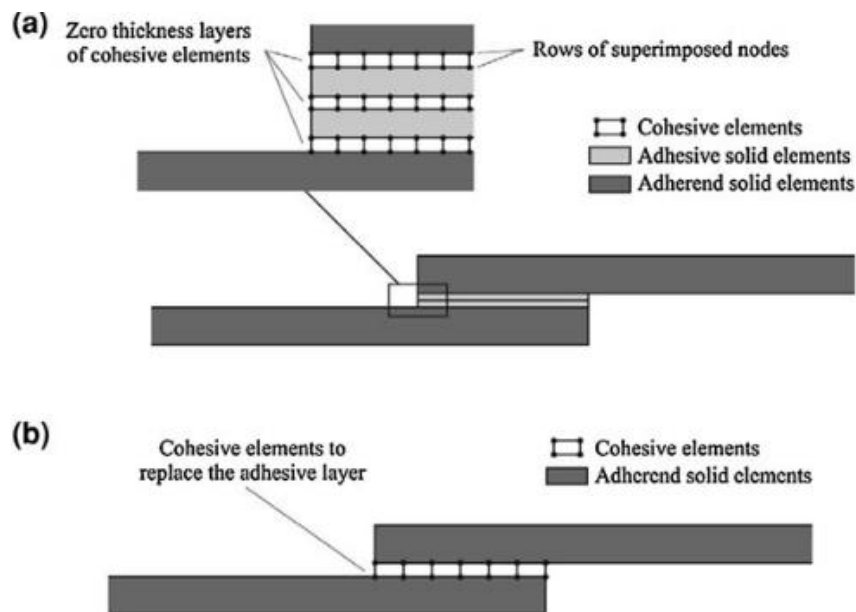 (a)
Zero thickness layers
of cohesive elements
Rows of superimposed nodes
Cohesive elements
Adhesive solid elements
Adherend solid elements
(b)
Cohesive elements to
replace the adhesive layer
Cohesive elements
Adherend solid elements